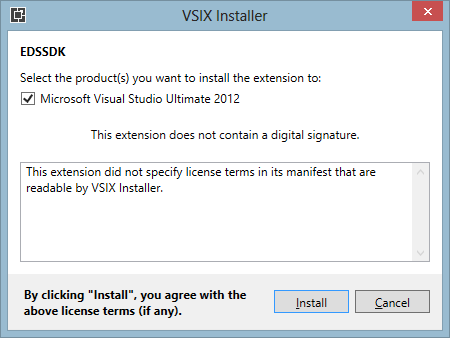 VSIX Installer
EDSSDK
Select the product(s) you want to install the extension to:
Microsoft Visual Studio Ultimate 2012
This extension does not contain a digital signature.
This extension did not specify license terms in its manifest that are
readable by VSIX Installer.
By clicking "Install", you agree with the
above license terms (if any).
Install
Cancel